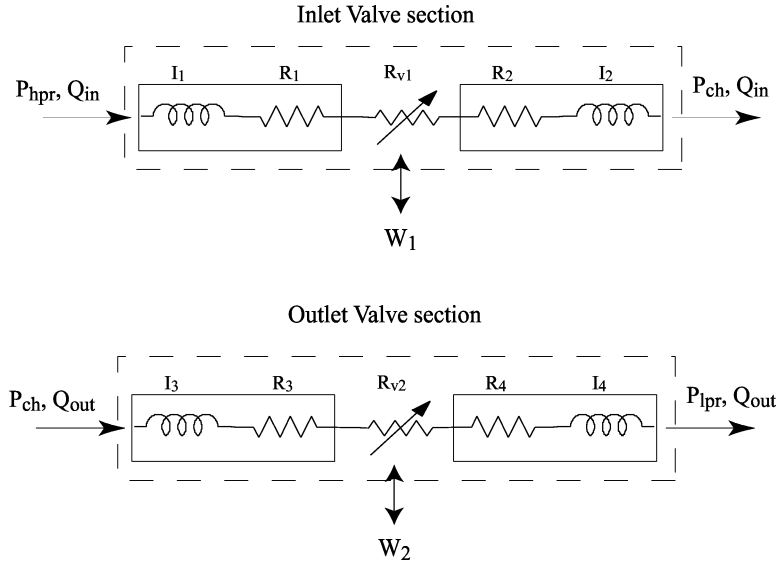 Inlet Valve section
I1 R1 Rv1 R2 I2
Phpr, Qin
Pch, Qin
W1
Outlet Valve section
I3 R3 Rv2 R4 I4
Pch, Qout
Plpr, Qout
W2